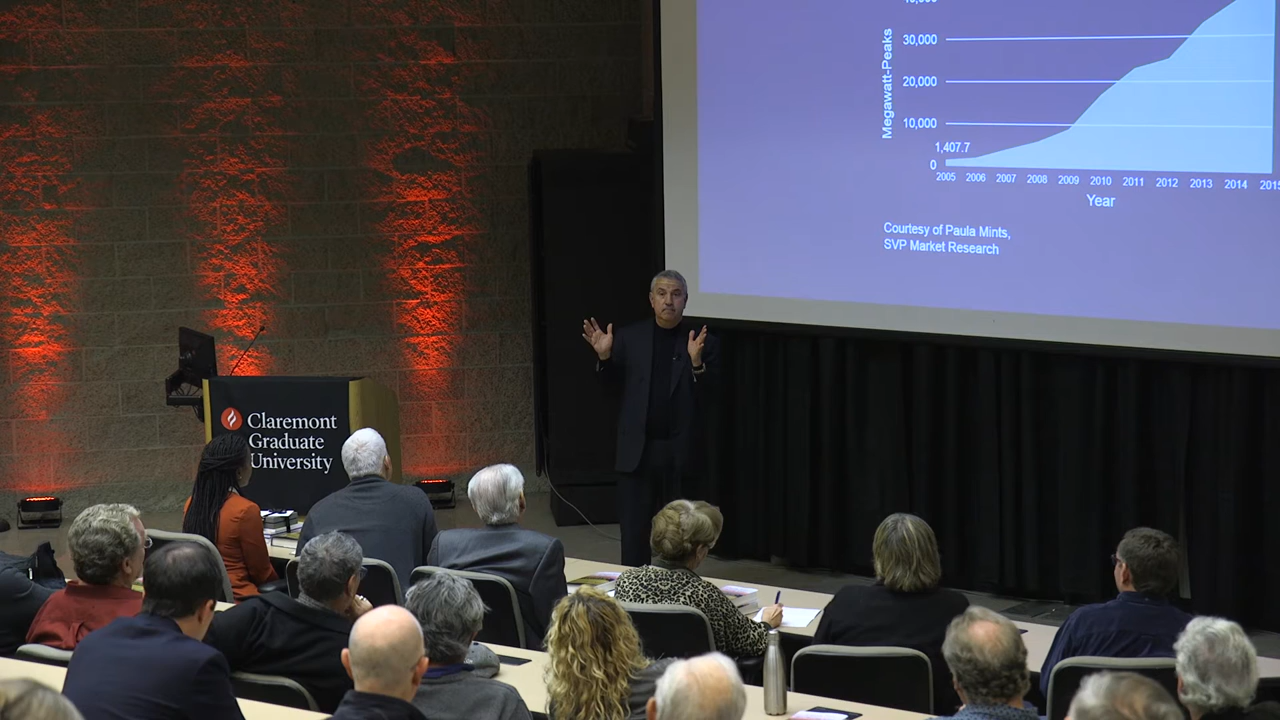 30,000
20,000
10,000
1,407.7
0
Megawatt-Peaks
2005 2006 2007 2008 2009 2010 2011 2012 2013 2014 2015
Year
Courtesy of Paula Mints,
SVP Market Research
Claremont
Graduate
University